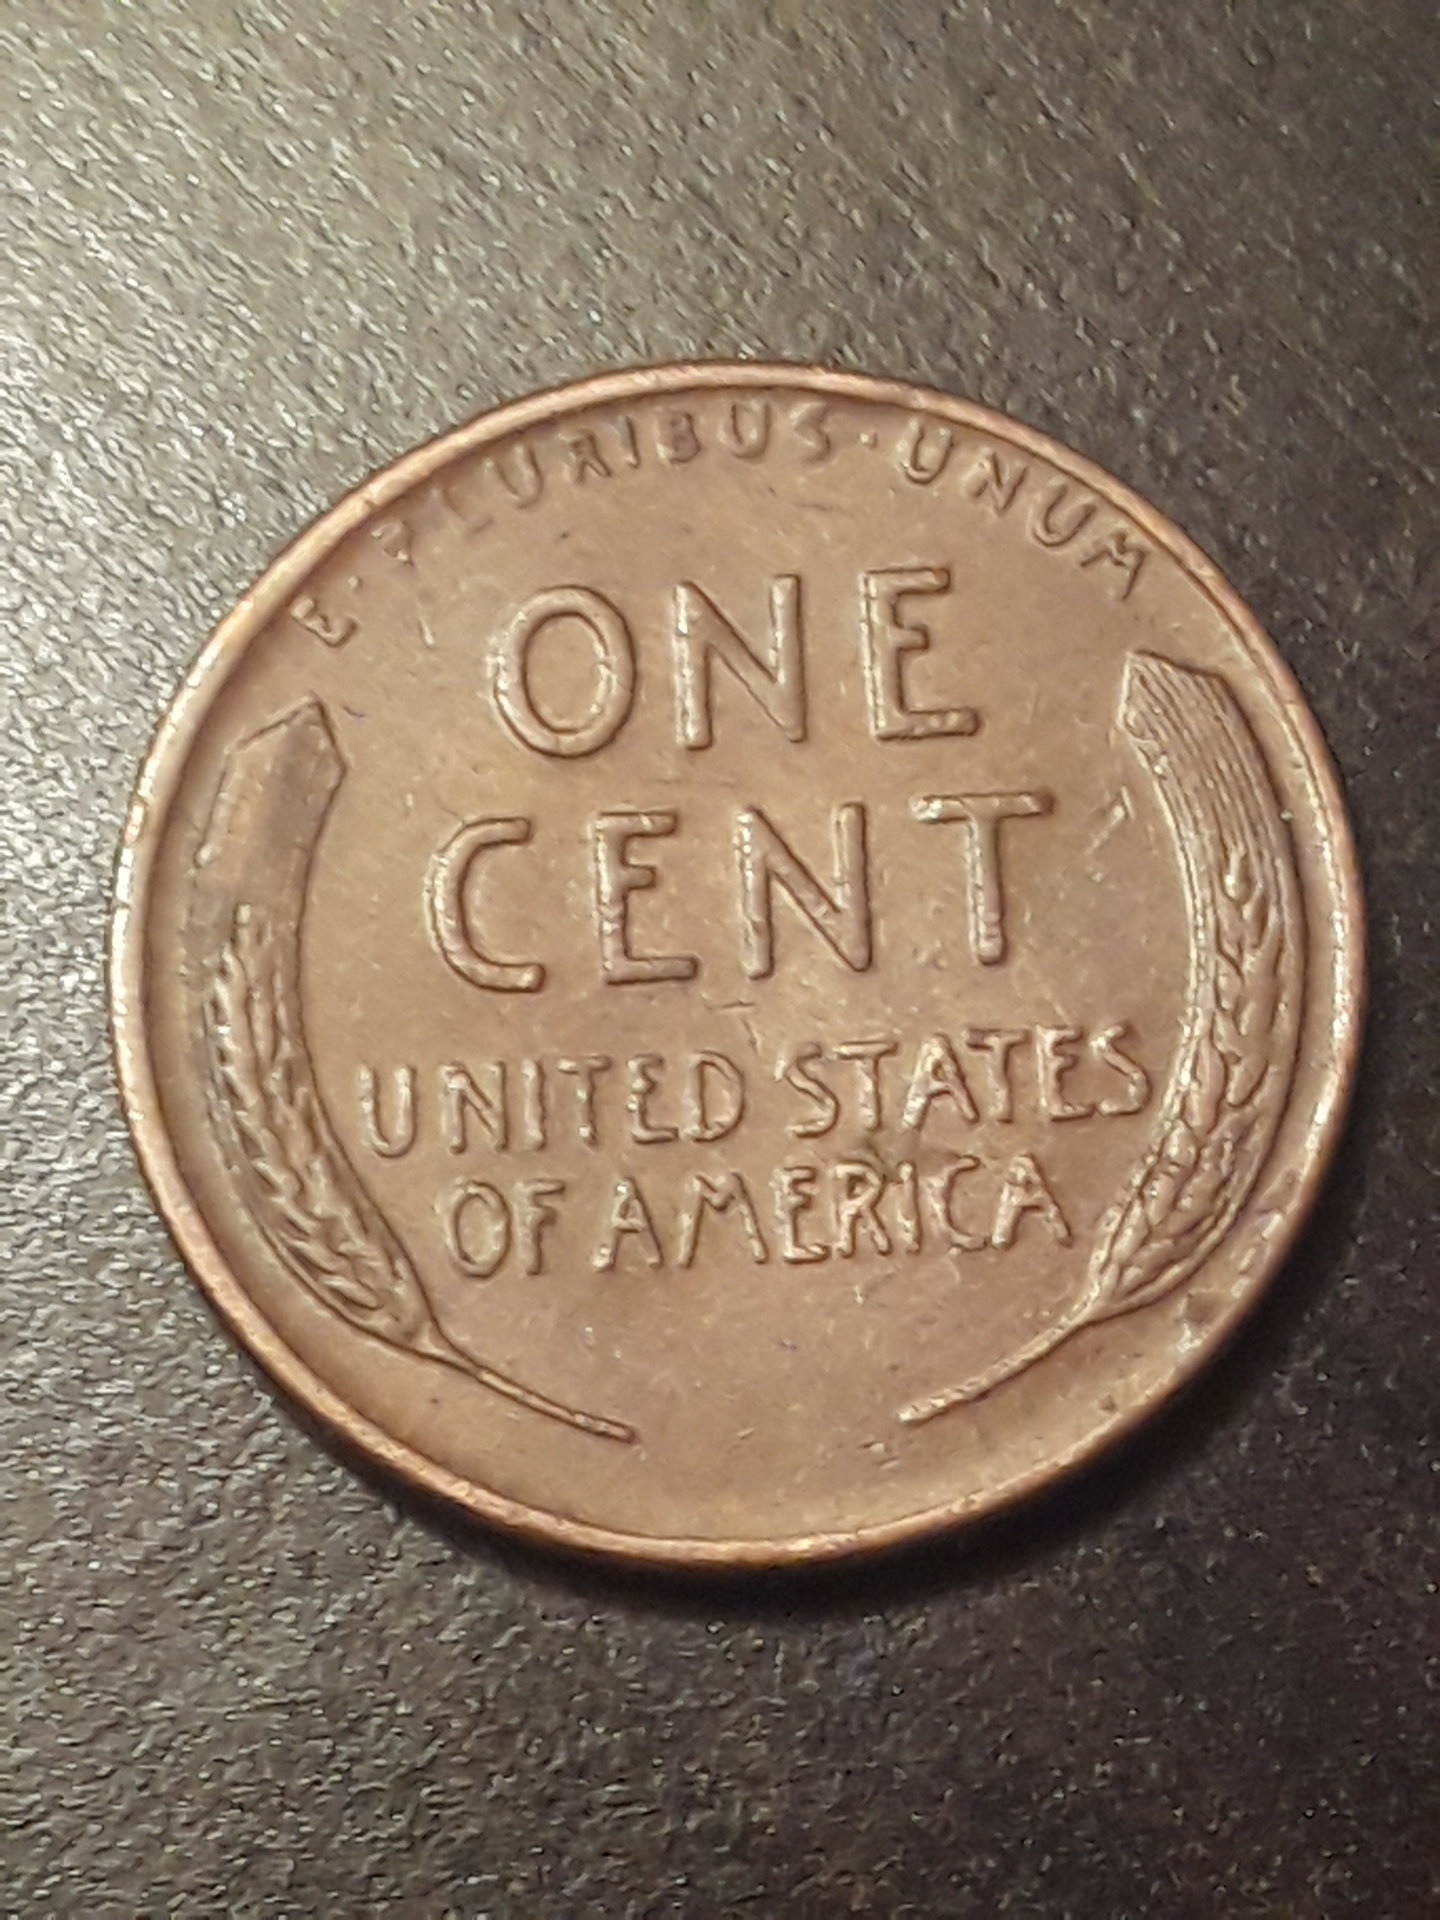 E·PLURIBUS·UNUM
ONE
CENT
UNITED STATES
OF AMERICA